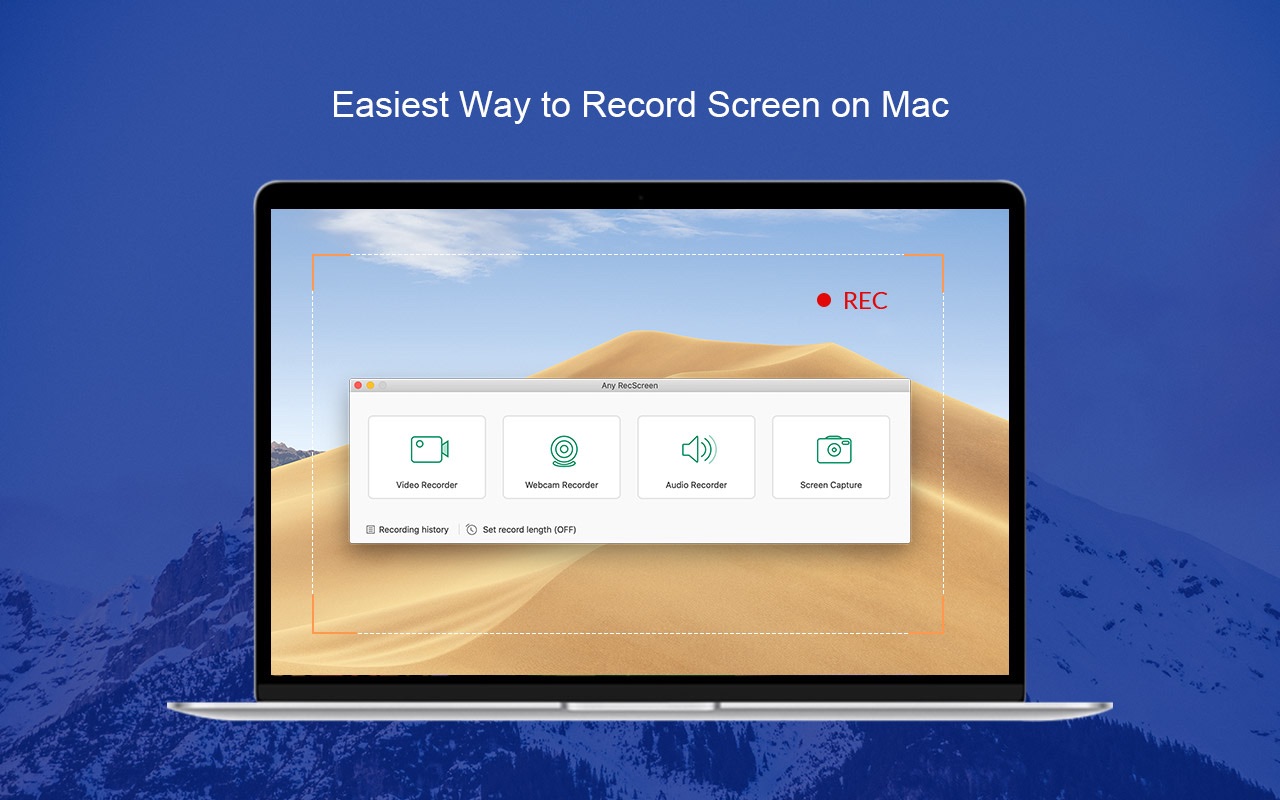 Easiest Way to Record Screen on Mac
REC
Any RecScreen
Video Recorder
Webcam Recorder
Audio Recorder
Screen Capture
Recording history
Set record length (OFF)